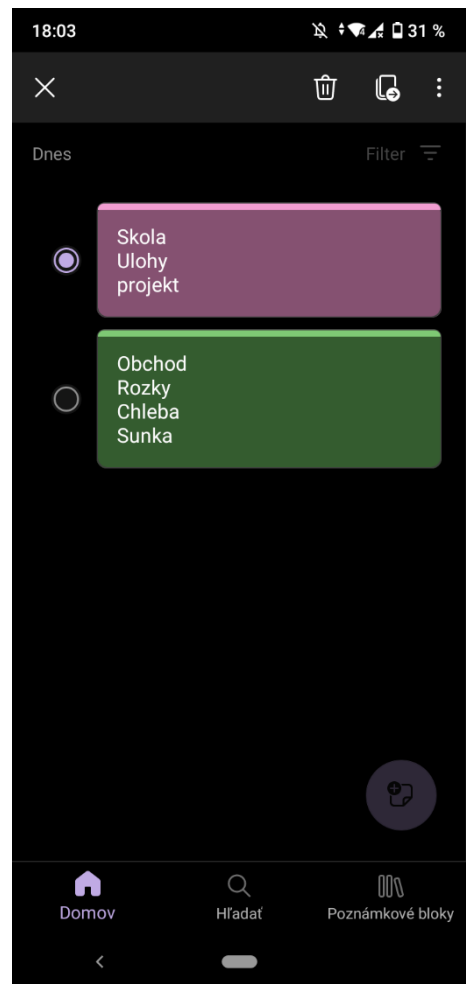 18:03 31 %
Dnes Filter
Skola
Ulohy
projekt
Obchod
Rozky
Chleba
Sunka
Domov Hľadať Poznámkové bloky